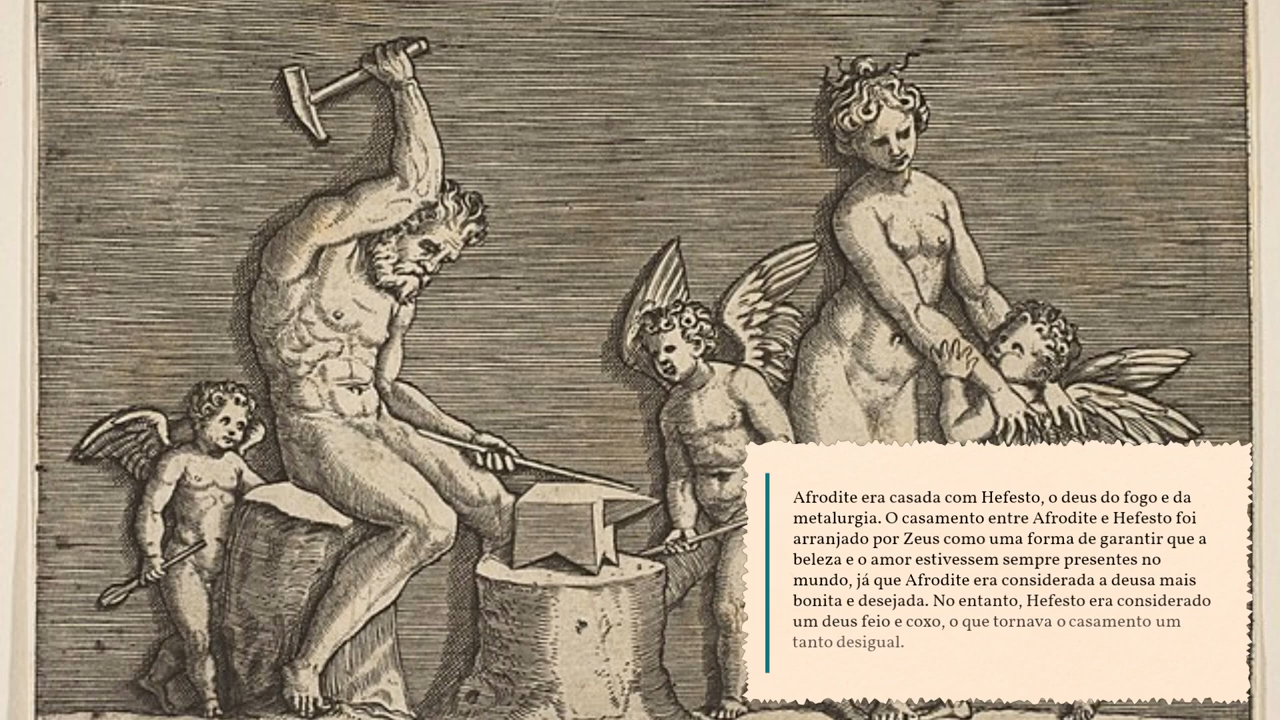 Afrodite era casada com Hefesto, o deus do fogo e da
metalurgia. O casamento entre Afrodite e Hefesto foi
arranjado por Zeus como uma forma de garantir que a
beleza e o amor estivessem sempre presentes no
mundo, já que Afrodite era considerada a deusa mais
bonita e desejada. No entanto, Hefesto era considerado
um deus feio e coxo, o que tornava o casamento um
tanto desigual.